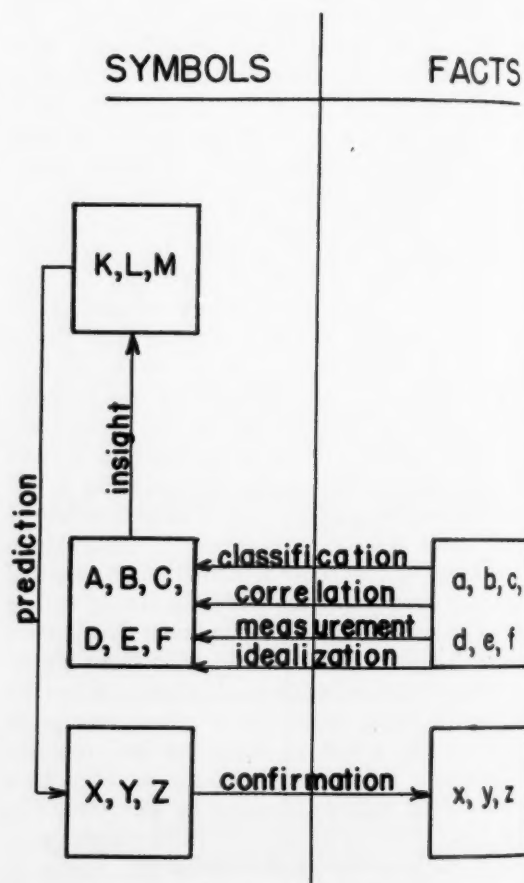 SYMBOLS FACTS
K, L, M
insight
prediction
classification
A, B, C, a, b, c,
correlation
measurement
D, E, F d, e, f
idealization
X, Y, Z confirmation x, y, z